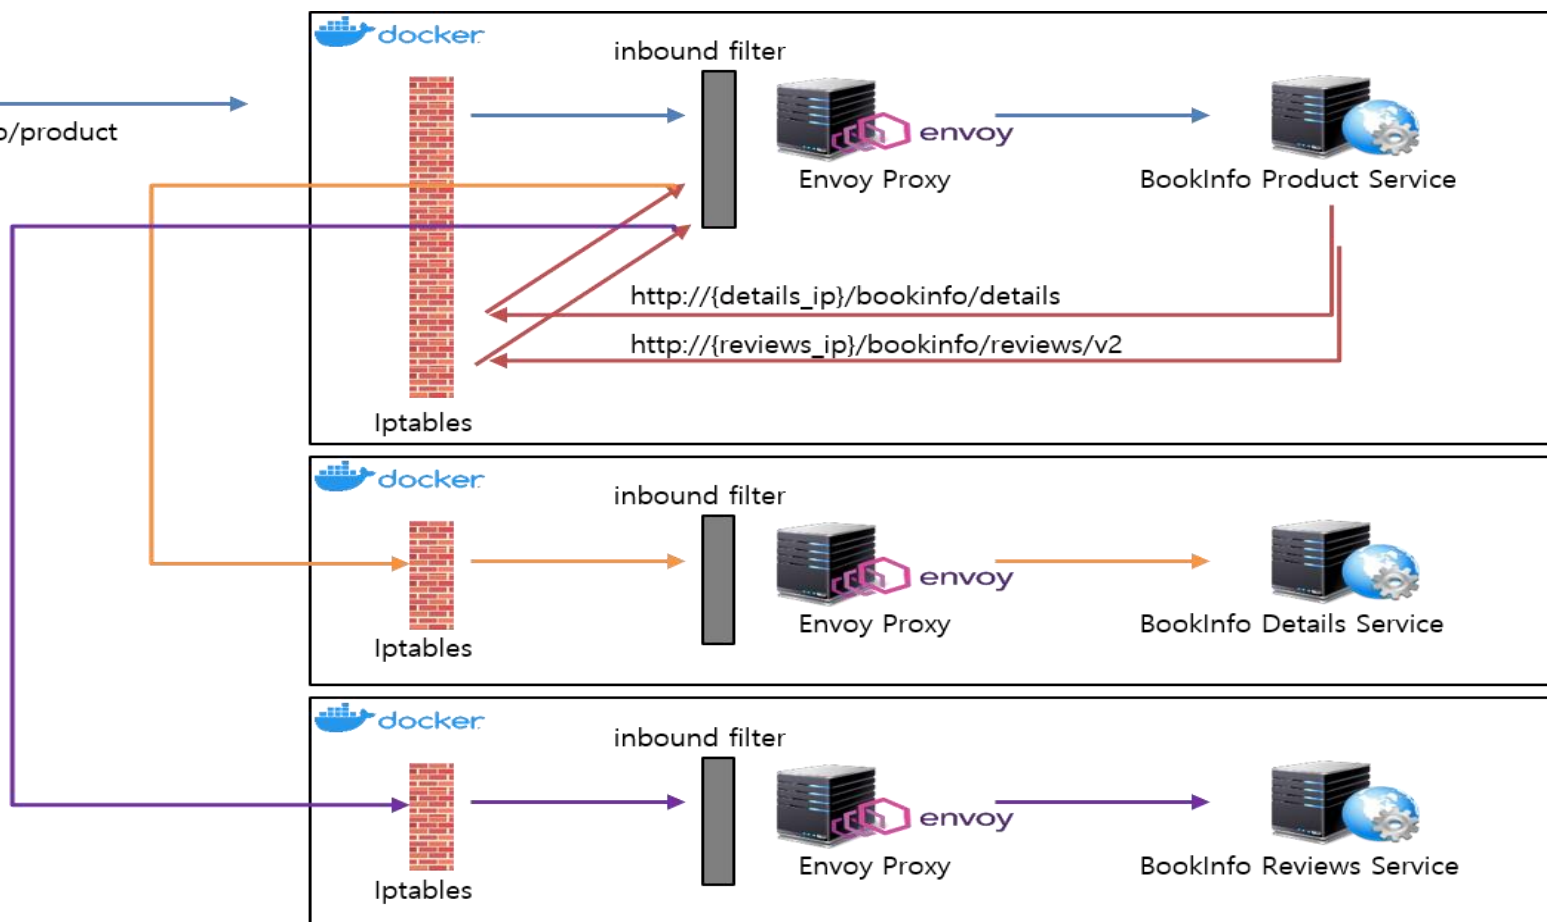 docker
inbound filter
o/product
envoy
Envoy Proxy
BookInfo Product Service
http://{details_ip}/bookinfo/details
http://{reviews_ip}/bookinfo/reviews/v2
Iptables
docker
inbound filter
envoy
Envoy Proxy
BookInfo Details Service
Iptables
docker
inbound filter
envoy
Envoy Proxy
BookInfo Reviews Service
Iptables